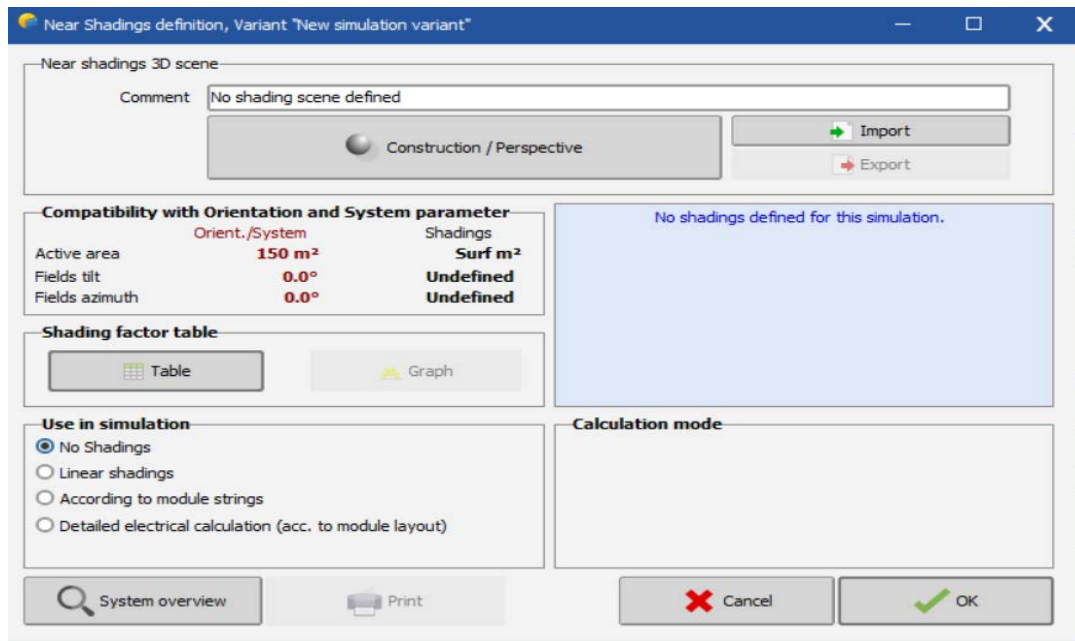 Near Shadings definition, Variant "New simulation variant"
Near shadings 3D scene
Comment No shading scene defined
Construction / Perspective
Import
Export
Compatibility with Orientation and System parameter
Orient./System Shadings
Active area 150 m² Surf m²
Fields tilt 0.0° Undefined
Fields azimuth 0.0° Undefined
No shadings defined for this simulation.
Shading factor table
Table Graph
Use in simulation
No Shadings
Linear shadings
According to module strings
Detailed electrical calculation (acc. to module layout)
Calculation mode
System overview Print Cancel OK